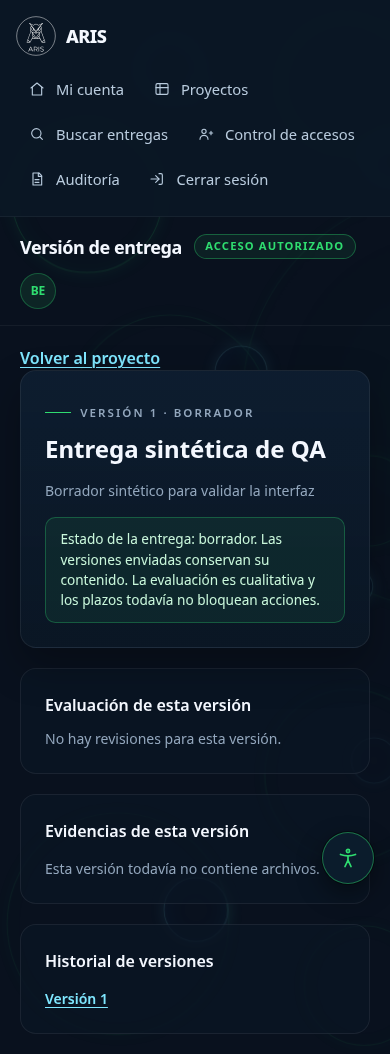 ARIS
ARIS
Mi cuenta
Proyectos
Buscar entregas
Control de accesos
Auditoría
Cerrar sesión
Versión de entrega
ACCESO AUTORIZADO
BE
Volver al proyecto
VERSIÓN 1 · BORRADOR
Entrega sintética de QA
Borrador sintético para validar la interfaz
Estado de la entrega: borrador. Las
versiones enviadas conservan su
contenido. La evaluación es cualitativa y
los plazos todavía no bloquean acciones.
Evaluación de esta versión
No hay revisiones para esta versión.
Evidencias de esta versión
Esta versión todavía no contiene archivos.
Historial de versiones
Versión 1